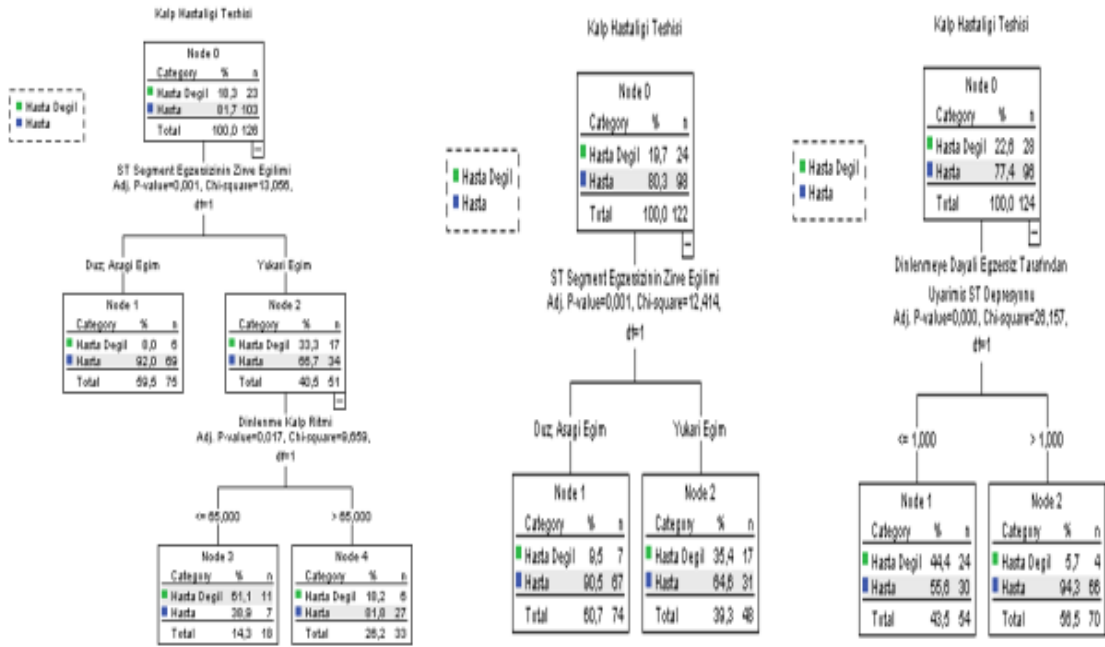 Kalp Hastaligi Teshisi
Hasta Degil
Hasta
Node 0
Category % n
Hasta Degil 18,3 23
Hasta 81,7 103
Total 100,0 126
ST Segment Egzersizinin Zirve Egilimi
Adj. P-value=0,001, Chi-square=13,056,
df=1
Duz; Asagi Egim
Yukari Egim
Node 1
Category % n
Hasta Degil 8,0 6
Hasta 92,0 69
Total 59,5 75
Node 2
Category % n
Hasta Degil 33,3 17
Hasta 66,7 34
Total 40,5 51
Dinlenme Kalp Ritmi
Adj. P-value=0,017, Chi-square=9,659,
df=1
<= 65,000
> 65,000
Node 3
Category % n
Hasta Degil 61,1 11
Hasta 38,9 7
Total 14,3 18
Node 4
Category % n
Hasta Degil 18,2 6
Hasta 81,8 27
Total 26,2 33
Kalp Hastaligi Teshisi
Hasta Degil
Hasta
Node 0
Category % n
Hasta Degil 19,7 24
Hasta 80,3 98
Total 100,0 122
ST Segment Egzersizinin Zirve Egilimi
Adj. P-value=0,001, Chi-square=12,414,
df=1
Duz; Asagi Egim
Yukari Egim
Node 1
Category % n
Hasta Degil 9,5 7
Hasta 90,5 67
Total 60,7 74
Node 2
Category % n
Hasta Degil 35,4 17
Hasta 64,6 31
Total 39,3 48
Kalp Hastaligi Teshisi
Hasta Degil
Hasta
Node 0
Category % n
Hasta Degil 22,6 28
Hasta 77,4 96
Total 100,0 124
Dinlenmeye Dayali Egzersiz Tarafindan
Uyarimis ST Depresyonu
Adj. P-value=0,000, Chi-square=26,157,
df=1
<= 1,000
> 1,000
Node 1
Category % n
Hasta Degil 44,4 24
Hasta 55,6 30
Total 43,5 54
Node 2
Category % n
Hasta Degil 5,7 4
Hasta 94,3 66
Total 56,5 70